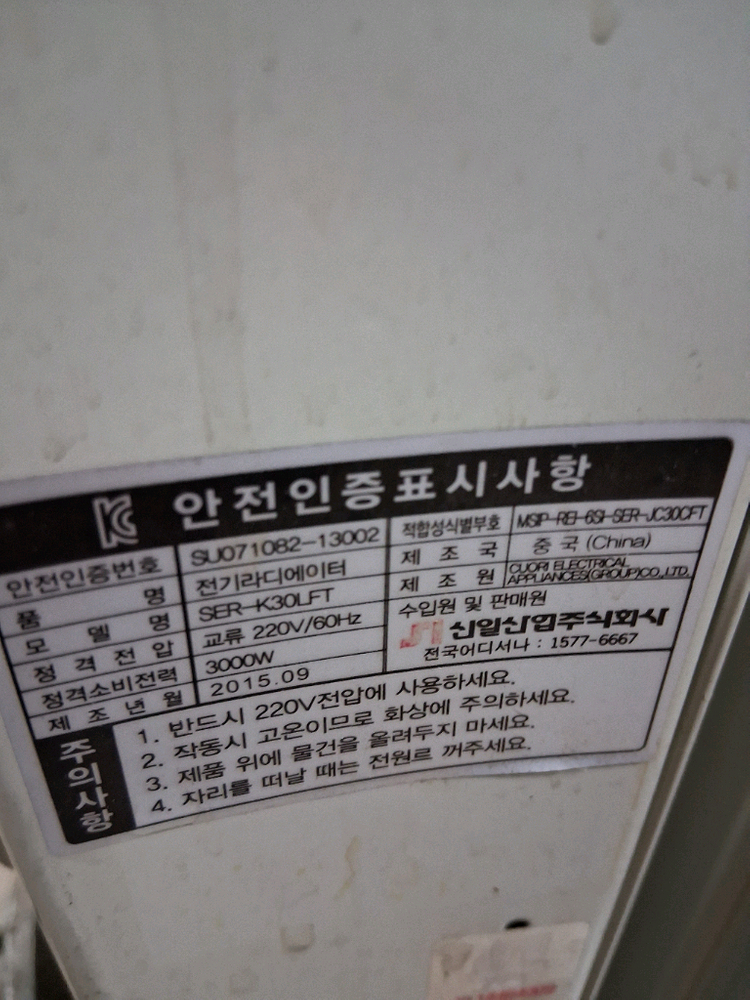 KC 안전인증표시사항
안전인증번호 SU071082-13002
품명 전기라디에이터
모델명 SER-K30LFT
정격전압 교류 220V/60Hz
정격소비전력 3000W
제조년월 2015.09
적합성식별부호 MSIP-REI-6SI-SER-JC30CFT
제조국 중국 (China)
제조원 CUORI ELECTRICAL
APPLIANCES(GROUP)CO.,LTD.
수입원 및 판매원
신일산업주식회사
전국어디서나 : 1577-6667
주의사항
1. 반드시 220V전압에 사용하세요.
2. 작동시 고온이므로 화상에 주의하세요.
3. 제품 위에 물건을 올려두지 마세요.
4. 자리를 떠날 때는 전원르 꺼주세요.